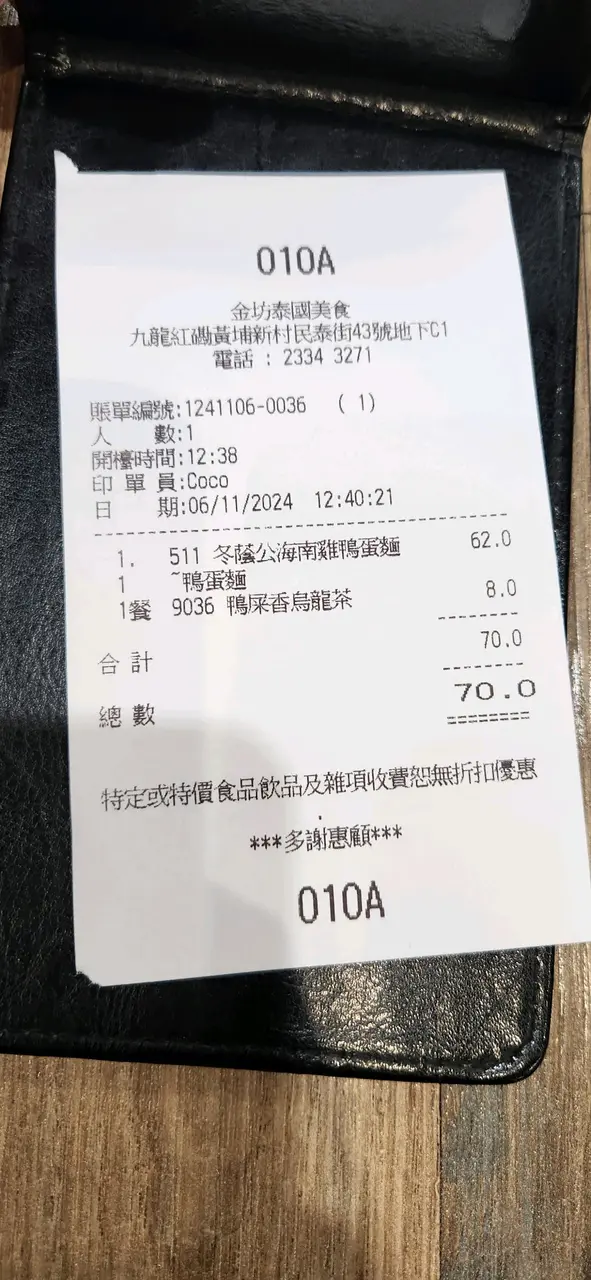 010A
金坊泰國美食
九龍紅磡黃埔新村民泰街43號地下C1
電話 : 2334 3271
賬單編號:1241106-0036 ( 1)
人 數:1
開檯時間:12:38
印 單 員:Coco
日 期:06/11/2024 12:40:21
1. 511 冬蔭公海南雞鴨蛋麵 62.0
1 ~鴨蛋麵
1餐 9036 鴨屎香烏龍茶 8.0
合 計 70.0
總 數 70.0
特定或特價食品飲品及雜項收費恕無折扣優惠
.
***多謝惠顧***
010A